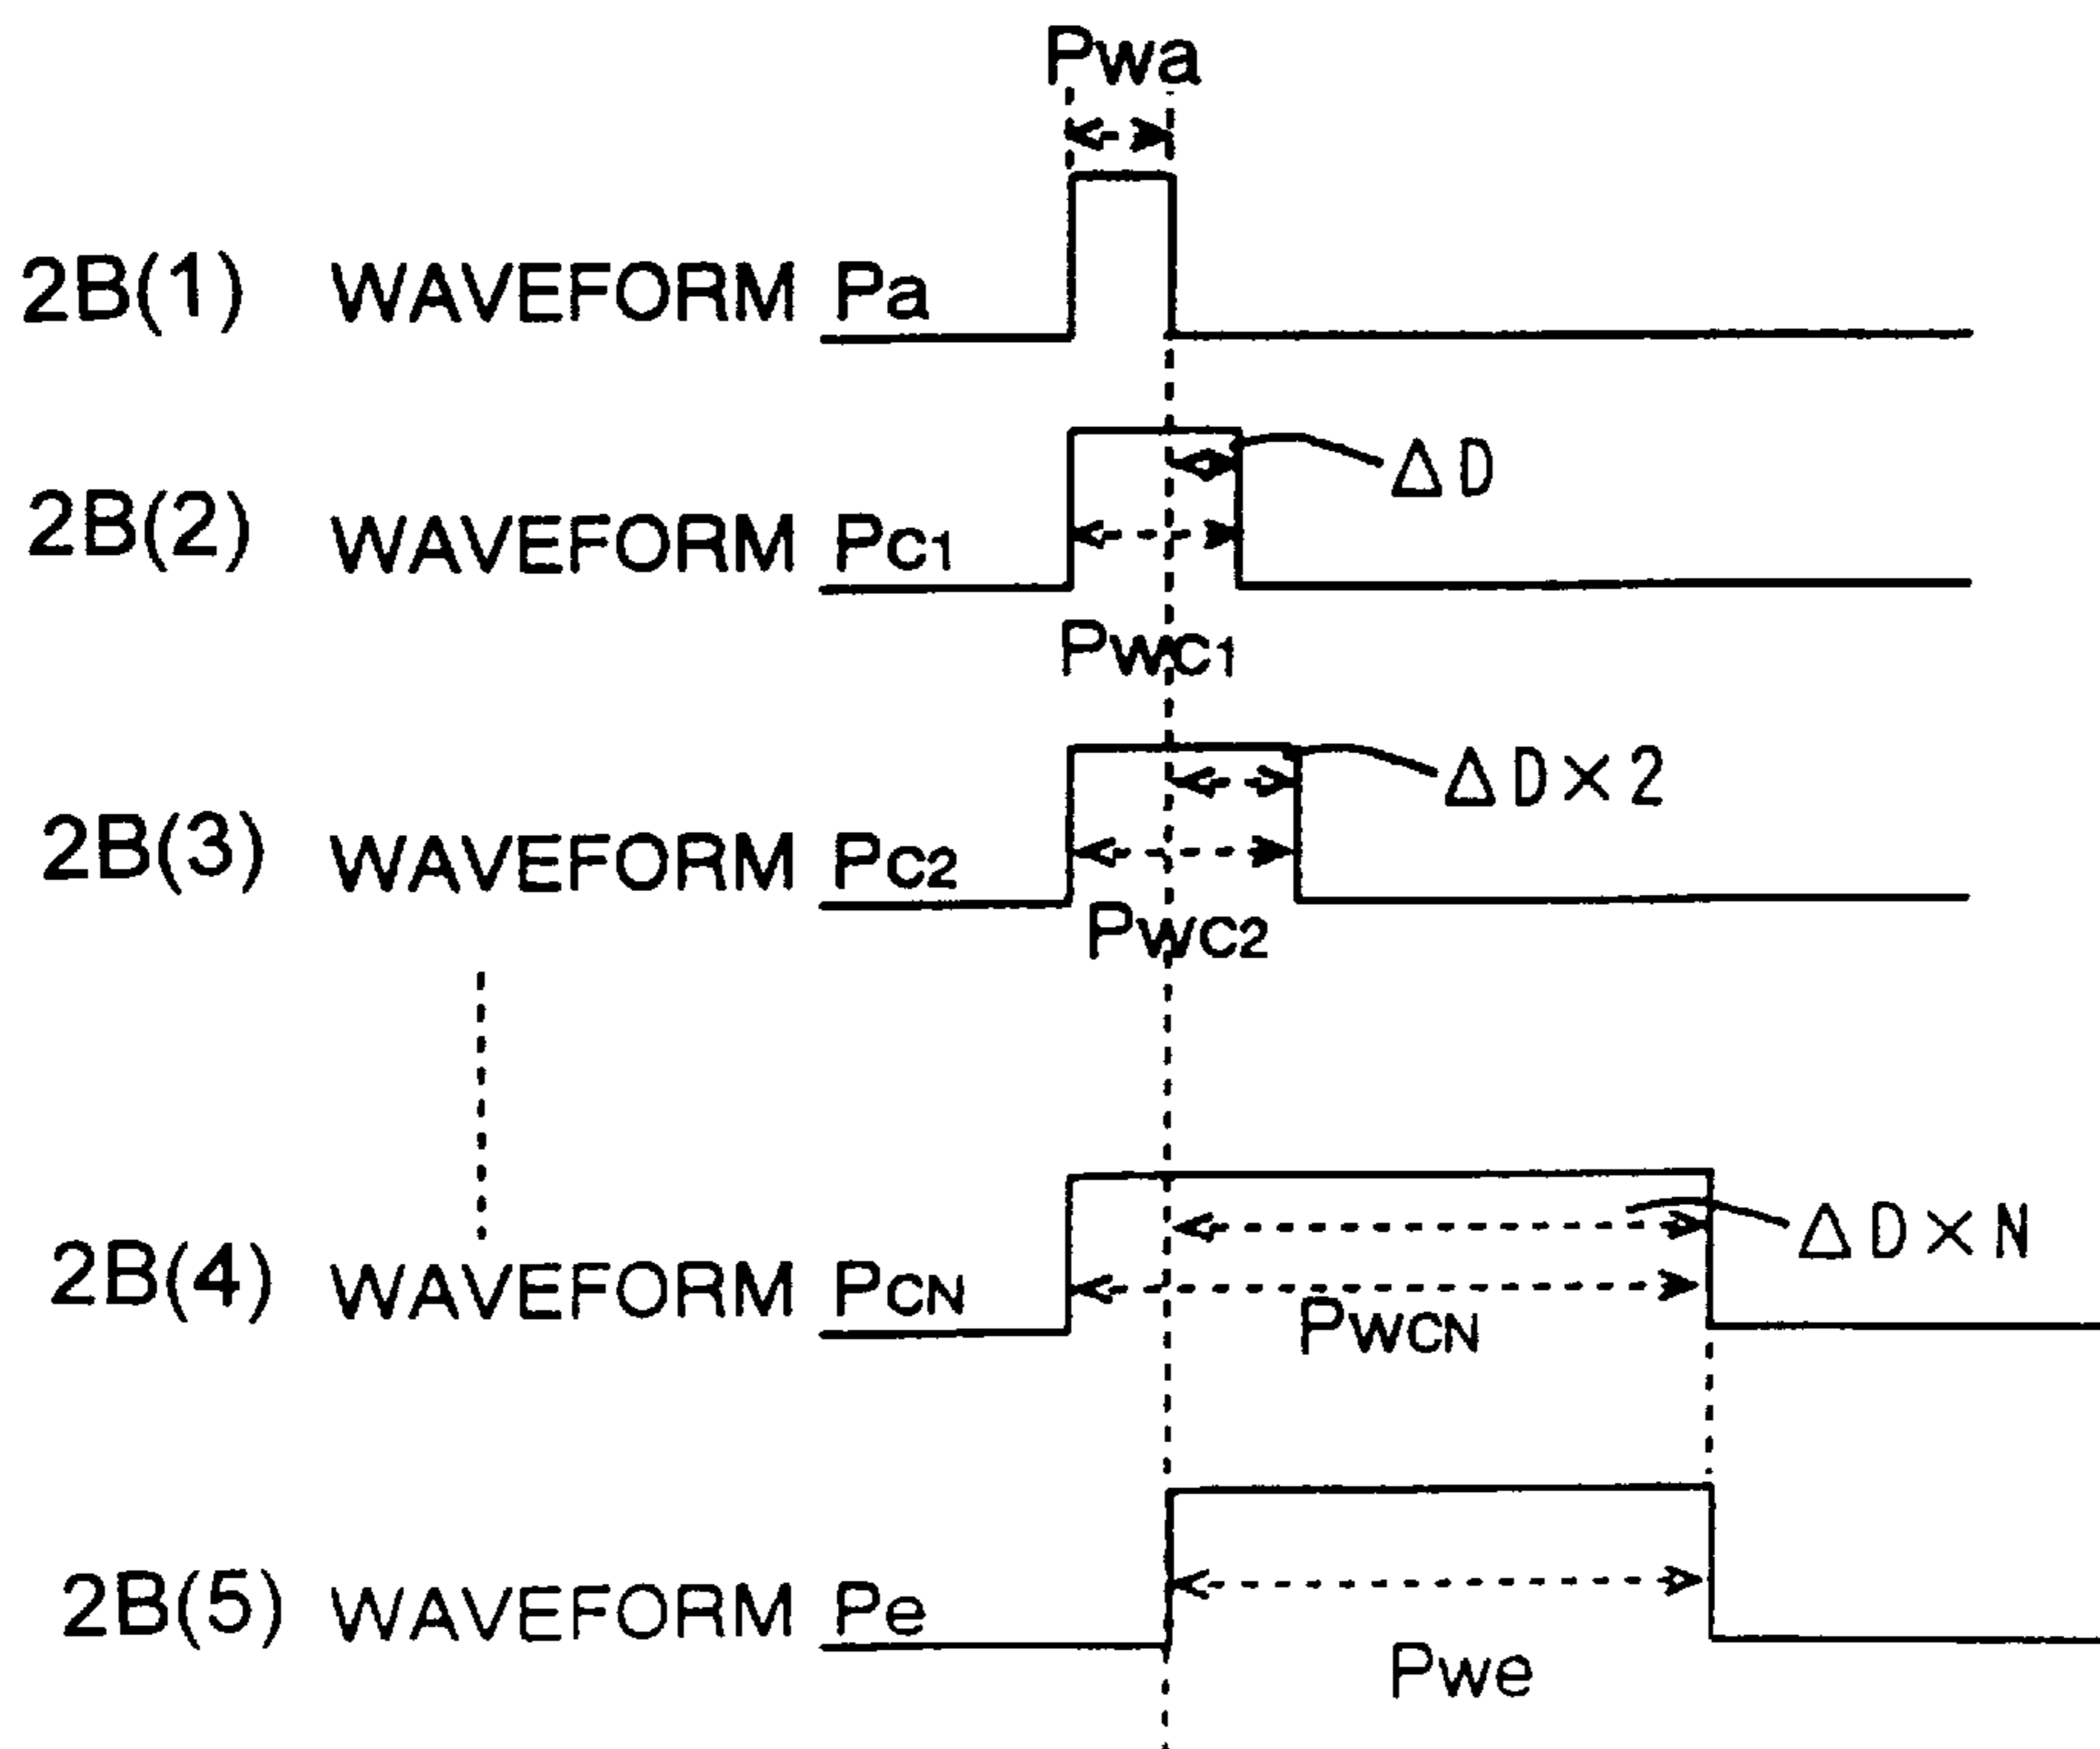 Pwa
2B(1) WAVEFORM Pa
ΔD
2B(2) WAVEFORM PC1
PWC1
ΔD×2
2B(3) WAVEFORM PC2
PWC2
ΔD×N
2B(4) WAVEFORM PCN
PWCN
2B(5) WAVEFORM Pe
Pwe